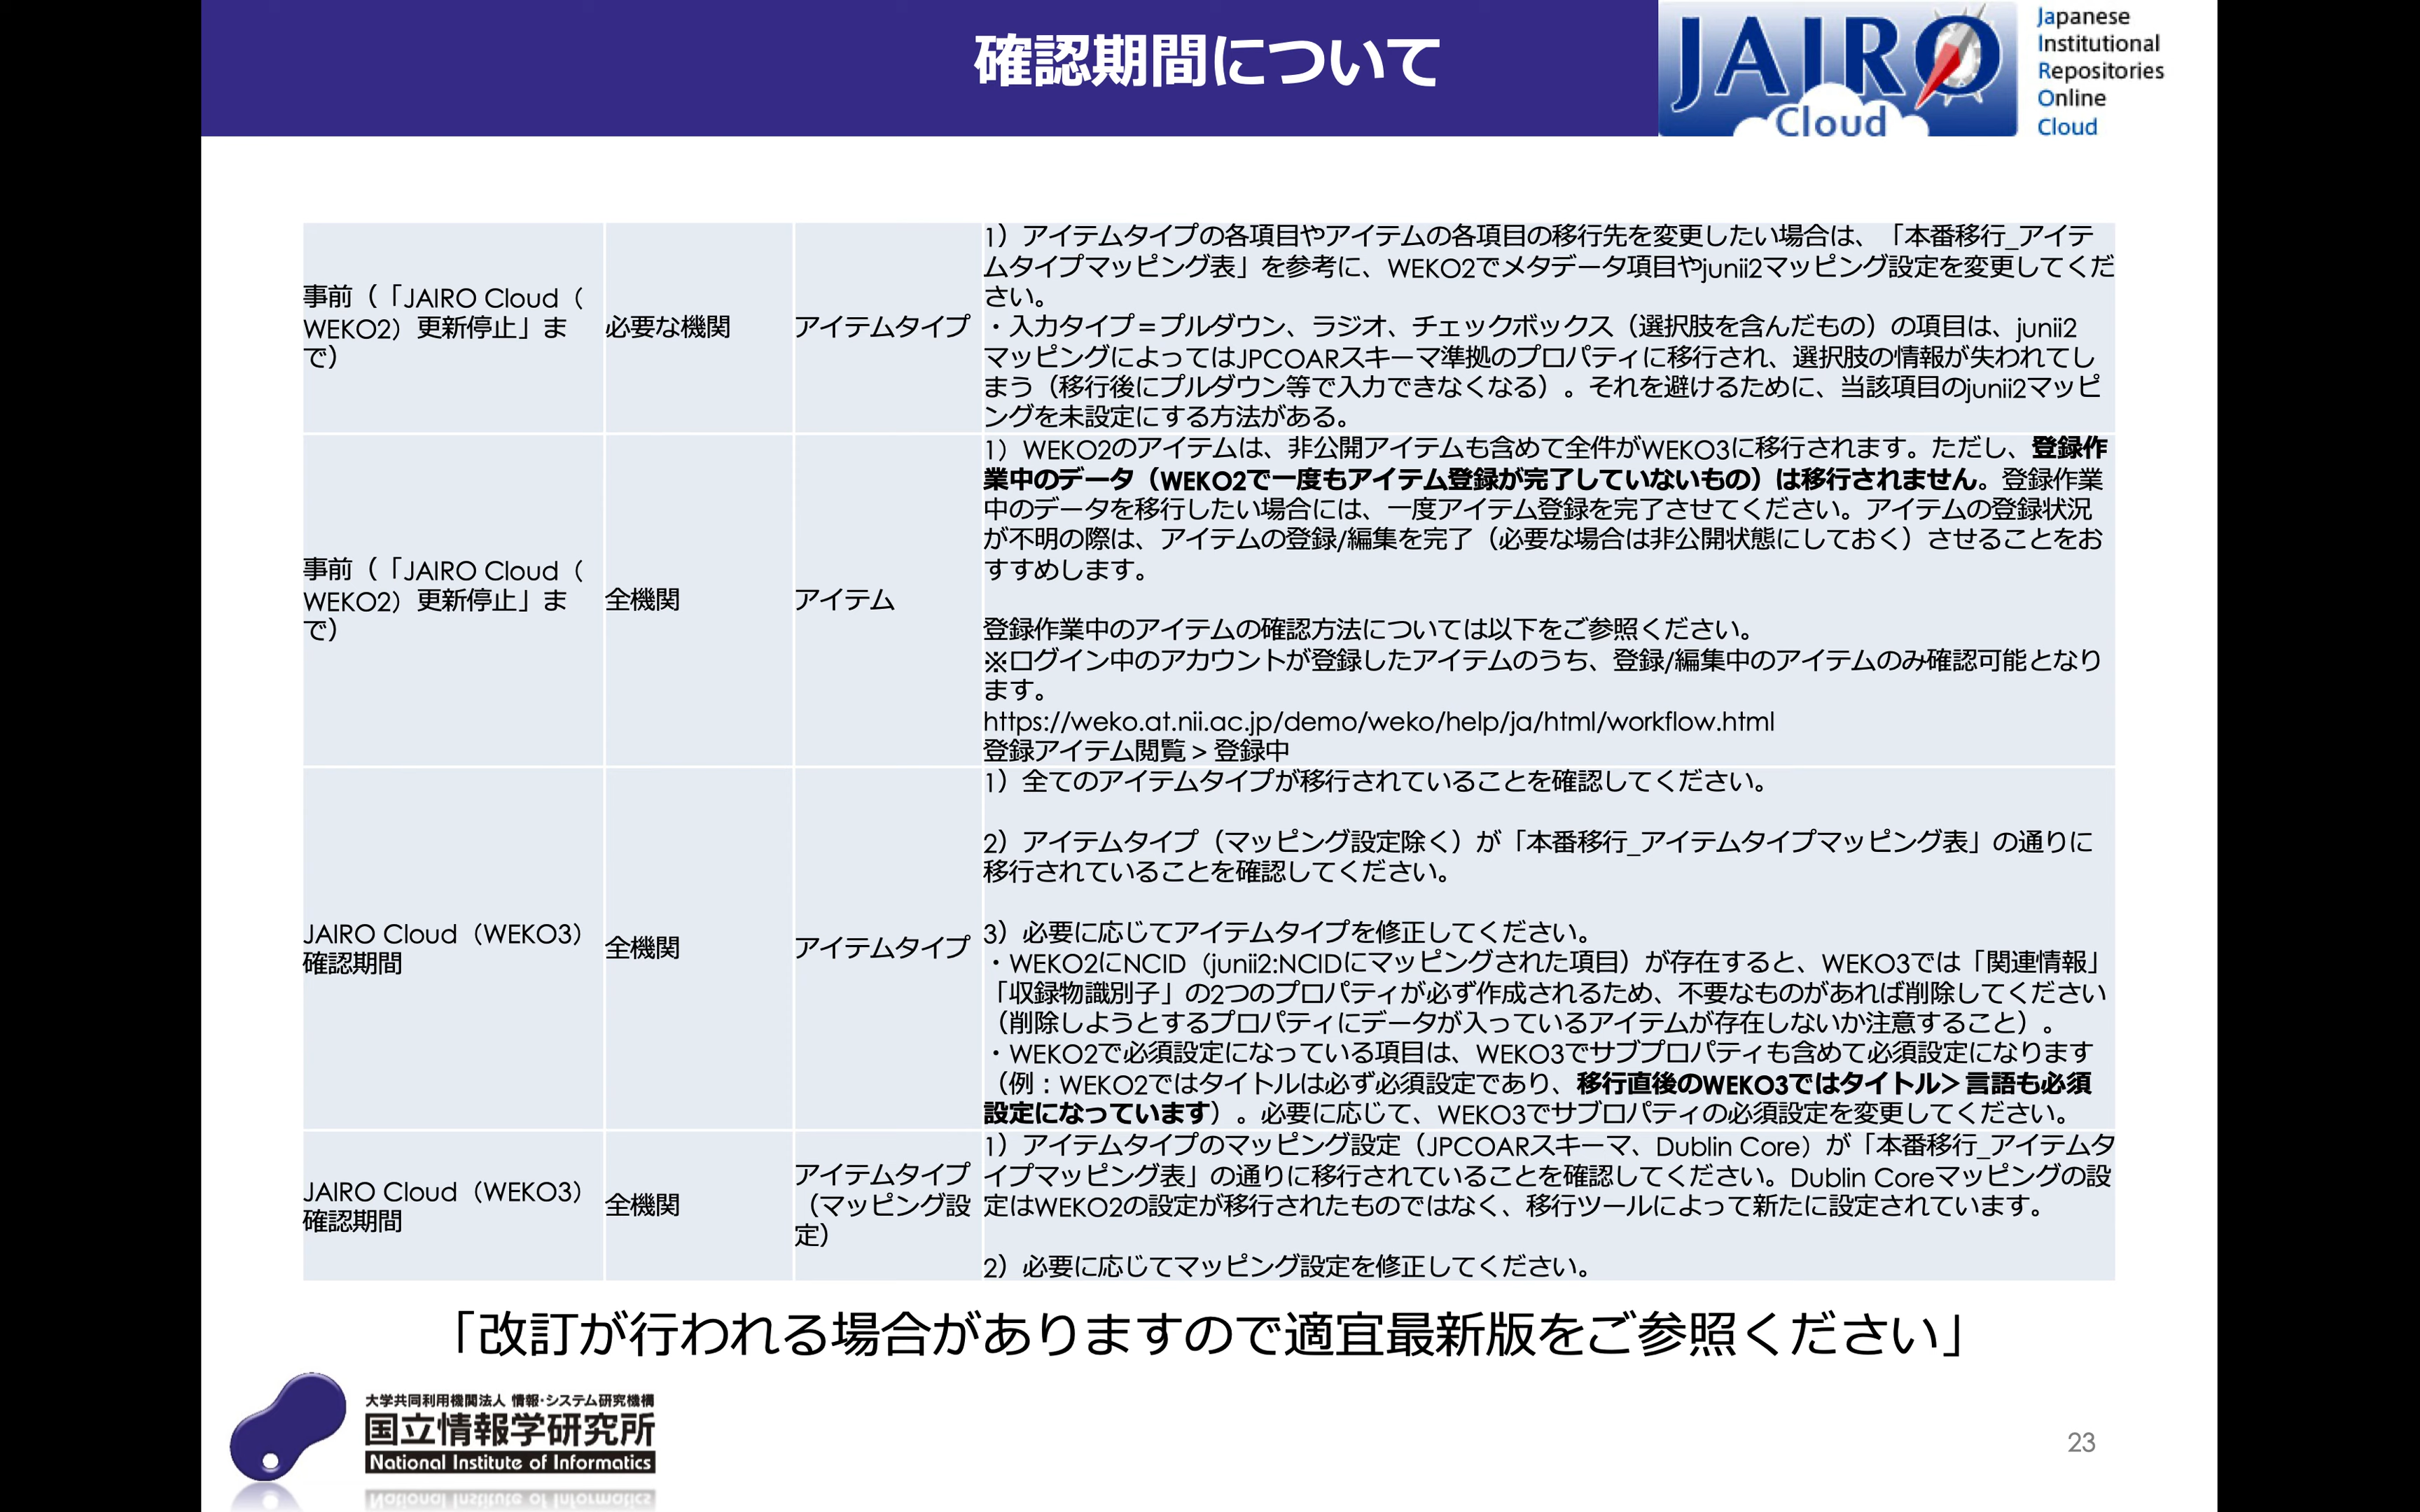 確認期間について
JAIRO
Cloud
Japanese
Institutional
Repositories
Online
Cloud
事前（「JAIRO Cloud（
WEKO2）更新停止」ま
で）
必要な機関
アイテムタイプ
1）アイテムタイプの各項目やアイテムの各項目の移行先を変更したい場合は、「本番移行_アイテ
ムタイプマッピング表」を参考に、WEKO2でメタデータ項目やjunii2マッピング設定を変更してくだ
さい。
・入力タイプ＝プルダウン、ラジオ、チェックボックス（選択肢を含んだもの）の項目は、junii2
マッピングによってはJPCOARスキーマ準拠のプロパティに移行され、選択肢の情報が失われてし
まう（移行後にプルダウン等で入力できなくなる）。それを避けるために、当該項目のjunii2マッピ
ングを未設定にする方法がある。
事前（「JAIRO Cloud（
WEKO2）更新停止」ま
で）
全機関
アイテム
1）WEKO2のアイテムは、非公開アイテムも含めて全件がWEKO3に移行されます。ただし、登録作
業中のデータ（WEKO2で一度もアイテム登録が完了していないもの）は移行されません。登録作業
中のデータを移行したい場合には、一度アイテム登録を完了させてください。アイテムの登録状況
が不明の際は、アイテムの登録/編集を完了（必要な場合は非公開状態にしておく）させることをお
すすめします。
登録作業中のアイテムの確認方法については以下をご参照ください。
※ログイン中のアカウントが登録したアイテムのうち、登録/編集中のアイテムのみ確認可能となり
ます。
https://weko.at.nii.ac.jp/demo/weko/help/ja/html/workflow.html
登録アイテム閲覧 > 登録中
JAIRO Cloud（WEKO3）
確認期間
全機関
アイテムタイプ
1）全てのアイテムタイプが移行されていることを確認してください。
2）アイテムタイプ（マッピング設定除く）が「本番移行_アイテムタイプマッピング表」の通りに
移行されていることを確認してください。
3）必要に応じてアイテムタイプを修正してください。
・WEKO2にNCID（junii2:NCIDにマッピングされた項目）が存在すると、WEKO3では「関連情報」
「収録物識別子」の2つのプロパティが必ず作成されるため、不要なものがあれば削除してください
（削除しようとするプロパティにデータが入っているアイテムが存在しないか注意すること）。
・WEKO2で必須設定になっている項目は、WEKO3でサブプロパティも含めて必須設定になります
（例：WEKO2ではタイトルは必ず必須設定であり、移行直後のWEKO3ではタイトル> 言語も必須
設定になっています）。必要に応じて、WEKO3でサブロパティの必須設定を変更してください。
JAIRO Cloud（WEKO3）
確認期間
全機関
アイテムタイプ
（マッピング設
定）
1）アイテムタイプのマッピング設定（JPCOARスキーマ、Dublin Core）が「本番移行_アイテムタ
イプマッピング表」の通りに移行されていることを確認してください。Dublin Coreマッピングの設
定はWEKO2の設定が移行されたものではなく、移行ツールによって新たに設定されています。
2）必要に応じてマッピング設定を修正してください。
「改訂が行われる場合がありますので適宜最新版をご参照ください」
大学共同利用機関法人 情報・システム研究機構
国立情報学研究所
National Institute of Informatics
23